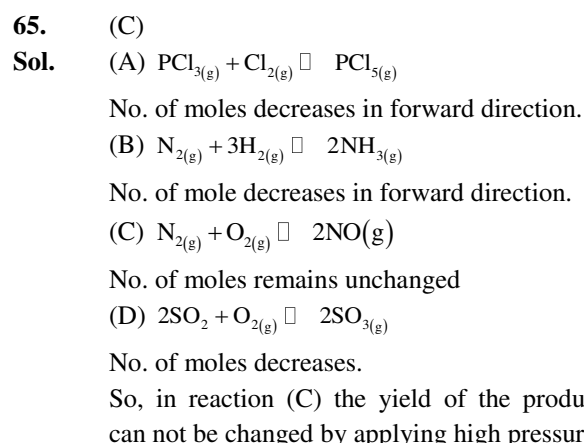 65. (C)
Sol. (A) PCl₃₍g₎ + Cl₂₍g₎ □ PCl₅₍g₎
No. of moles decreases in forward direction.
(B) N₂₍g₎ + 3H₂₍g₎ □ 2NH₃₍g₎
No. of mole decreases in forward direction.
(C) N₂₍g₎ + O₂₍g₎ □ 2NO(g)
No. of moles remains unchanged
(D) 2SO₂ + O₂₍g₎ □ 2SO₃₍g₎
No. of moles decreases.
So, in reaction (C) the yield of the produ
can not be changed by applying high pressur